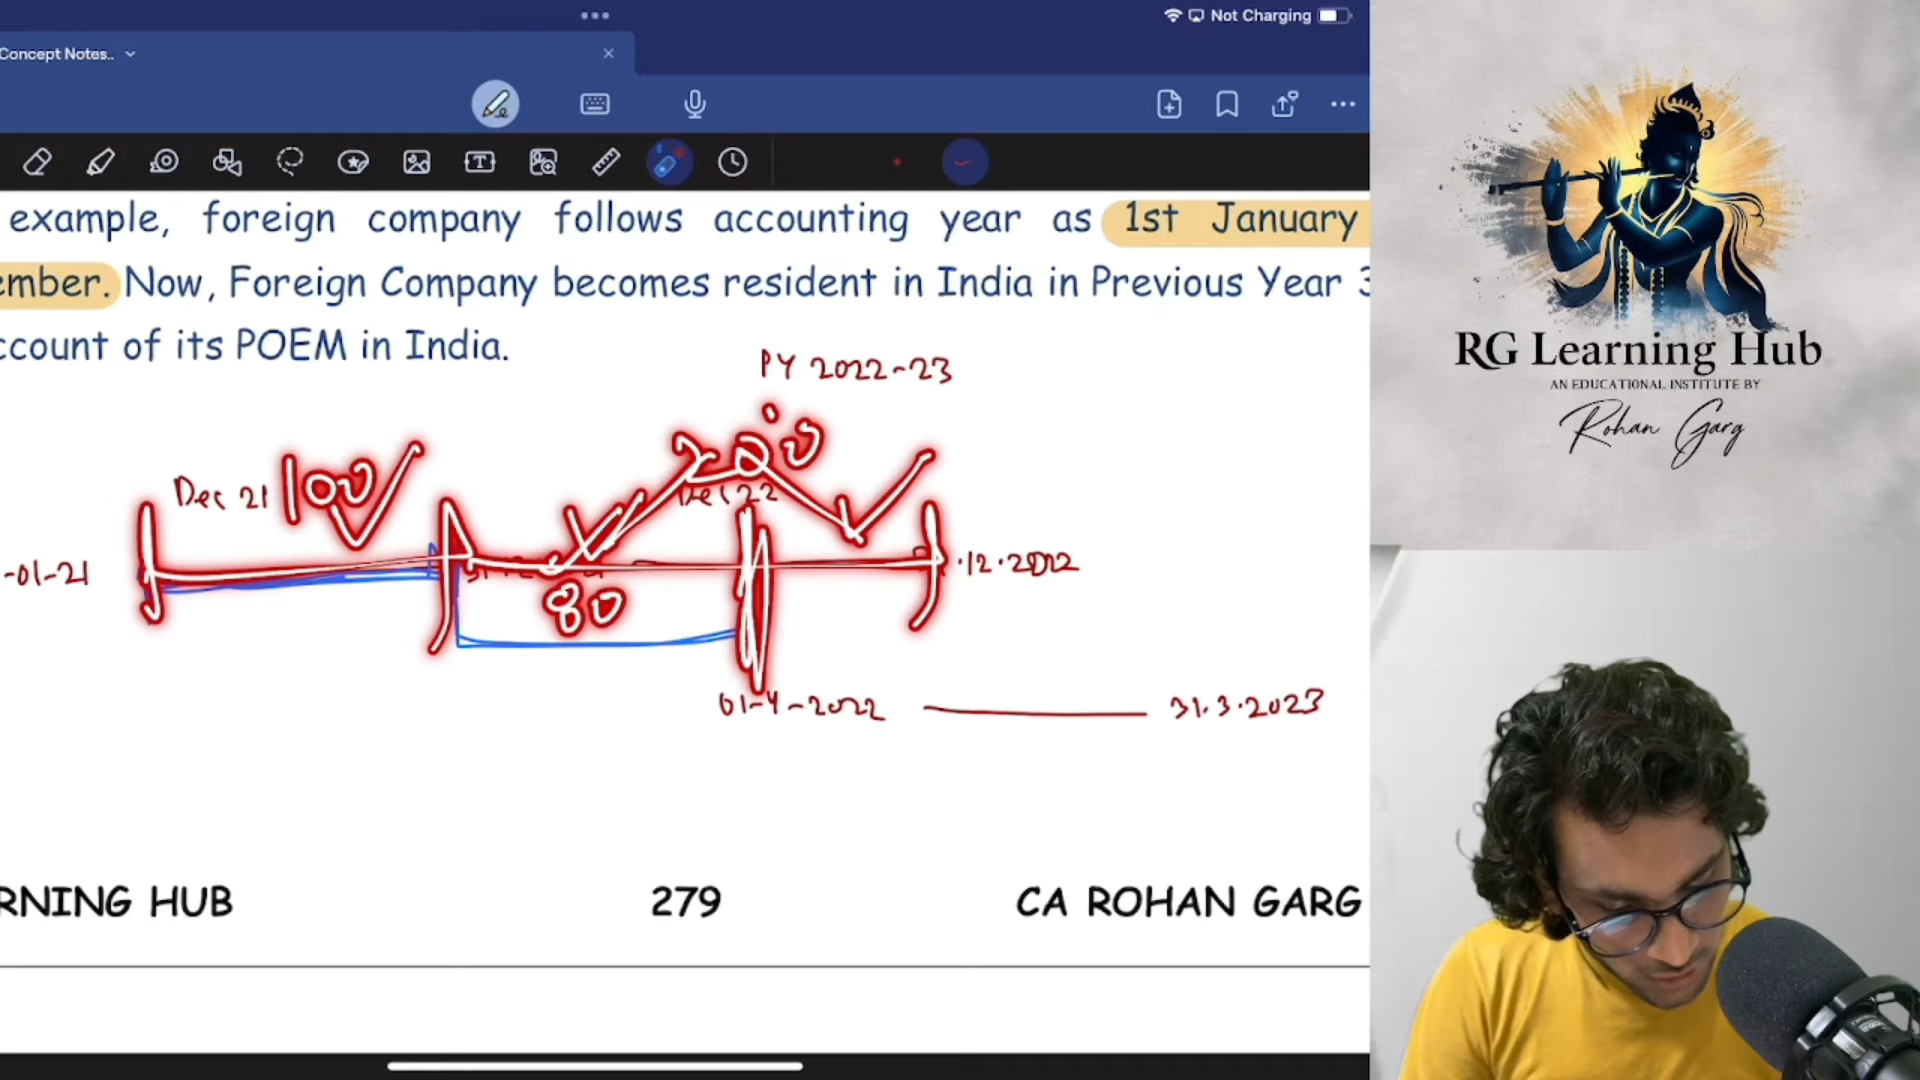 Not Charging
Concept Notes..
example, foreign company follows accounting year as 1st January
ember. Now, Foreign Company becomes resident in India in Previous Year 3
ccount of its POEM in India.
PY 2022-23
Dec 21 100 200
Dec 22
-01-21
.12.2022
80
01-4-2022 31.3.2023
RNING HUB 279 CA ROHAN GARG
RG Learning Hub
AN EDUCATIONAL INSTITUTE BY
Rohan Garg